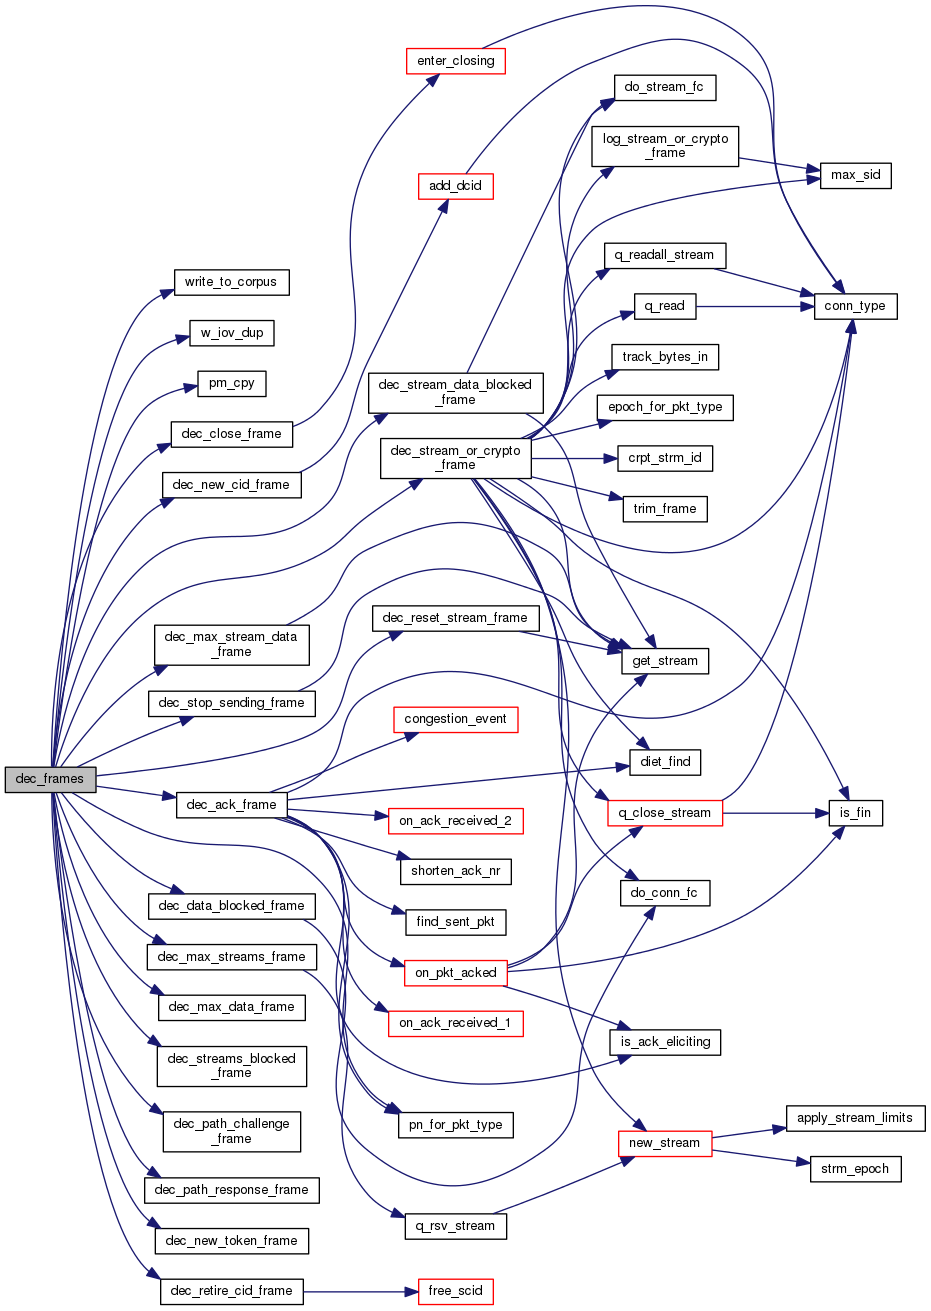 enter_closing
do_stream_fc
log_stream_or_crypto
_frame
max_sid
add_dcid
q_readall_stream
write_to_corpus
q_read
conn_type
w_iov_dup
track_bytes_in
pm_cpy
dec_stream_data_blocked
_frame
epoch_for_pkt_type
dec_close_frame
dec_stream_or_crypto
_frame
crpt_strm_id
dec_new_cid_frame
trim_frame
dec_reset_stream_frame
dec_max_stream_data
_frame
get_stream
dec_stop_sending_frame
congestion_event
diet_find
dec_frames
dec_ack_frame
on_ack_received_2
q_close_stream
is_fin
shorten_ack_nr
do_conn_fc
dec_data_blocked_frame
find_sent_pkt
dec_max_streams_frame
on_pkt_acked
dec_max_data_frame
on_ack_received_1
is_ack_eliciting
dec_streams_blocked
_frame
dec_path_challenge
_frame
pn_for_pkt_type
apply_stream_limits
new_stream
strm_epoch
dec_path_response_frame
q_rsv_stream
dec_new_token_frame
dec_retire_cid_frame
free_scid